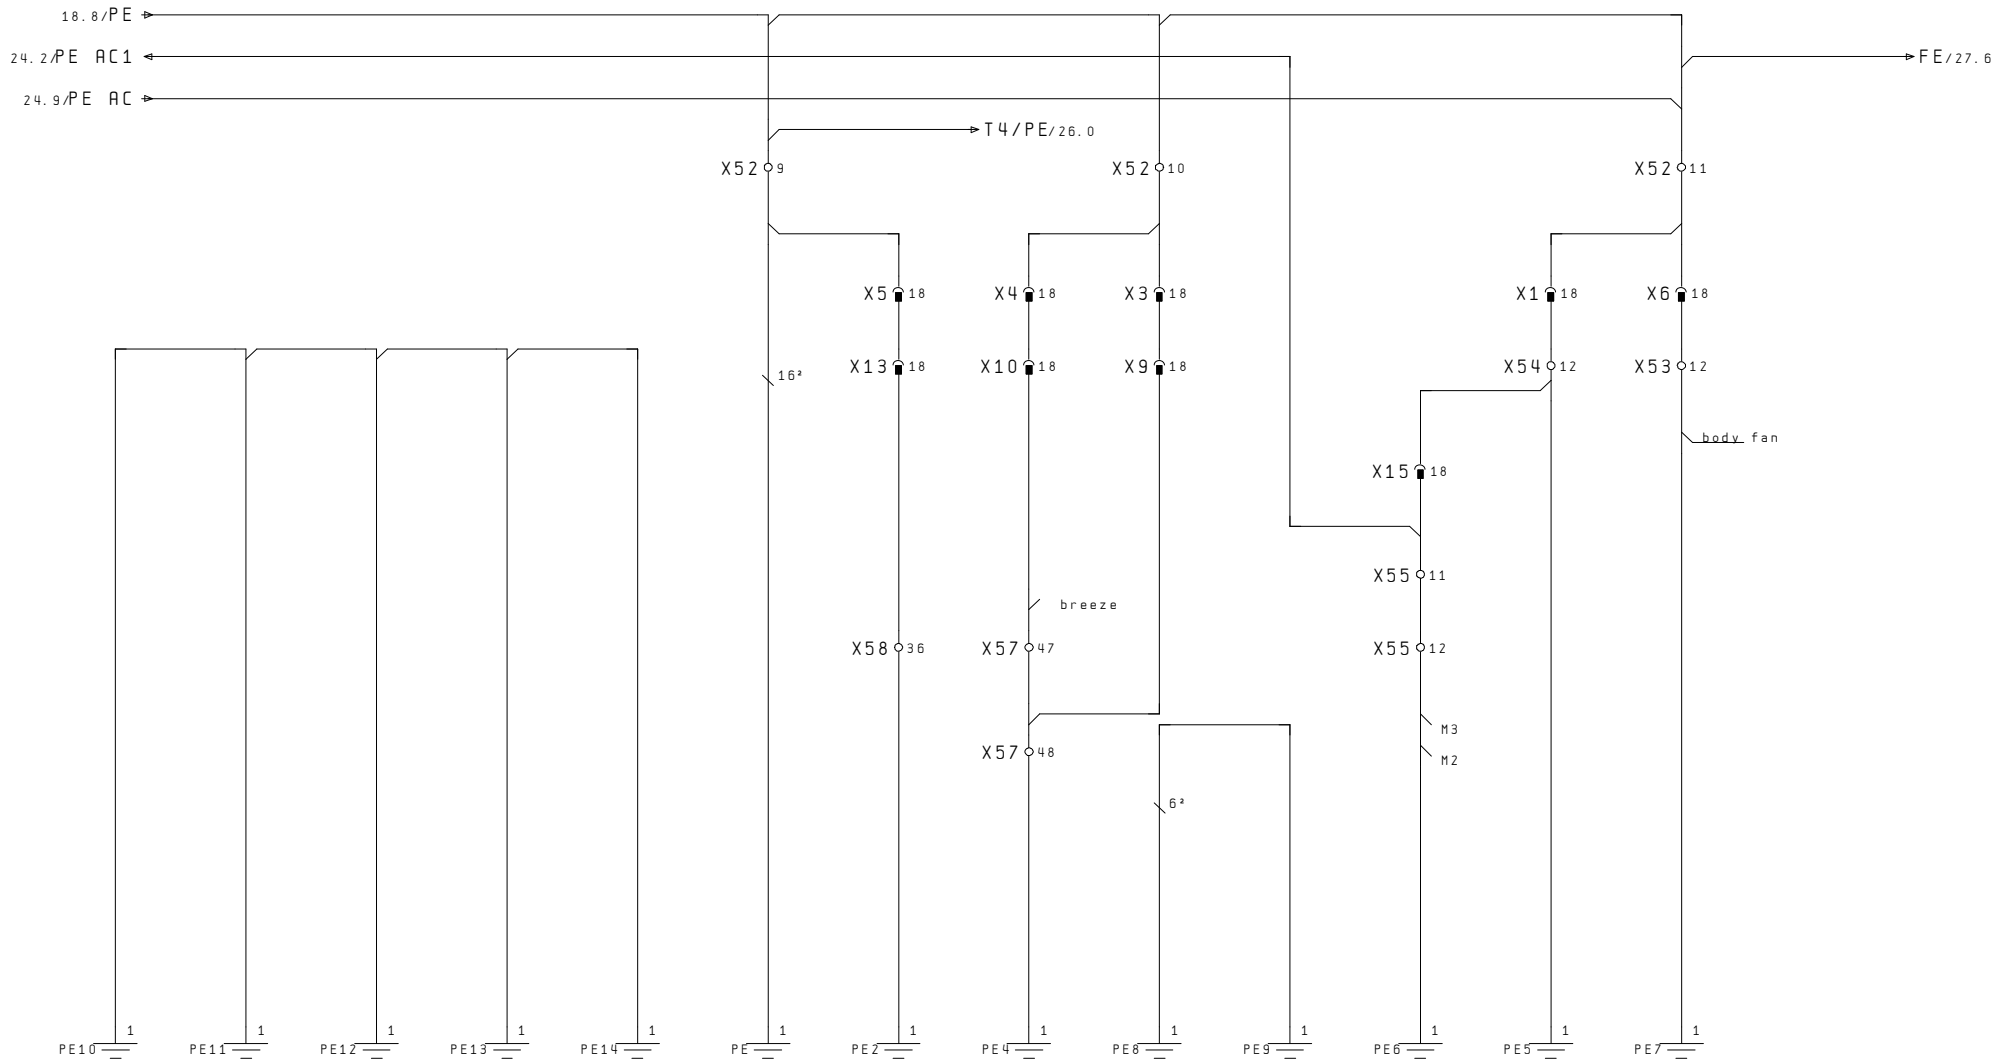 18.8/PE
24.2/PE AC1
FE/27.6
24.9/PE AC
T4/PE/26.0
X52 9
X52 10
X52 11
X5 18
X4 18
X3 18
X1 18
X6 18
X13 18
X10 18
X9 18
X54 12
X53 12
16²
body fan
X15 18
X55 11
breeze
X58 36
X57 47
X55 12
M3
X57 48
M2
6²
1 1 1 1 1 1 1 1 1 1 1 1 1
PE10 PE11 PE12 PE13 PE14 PE PE2 PE4 PE8 PE9 PE6 PE5 PE7